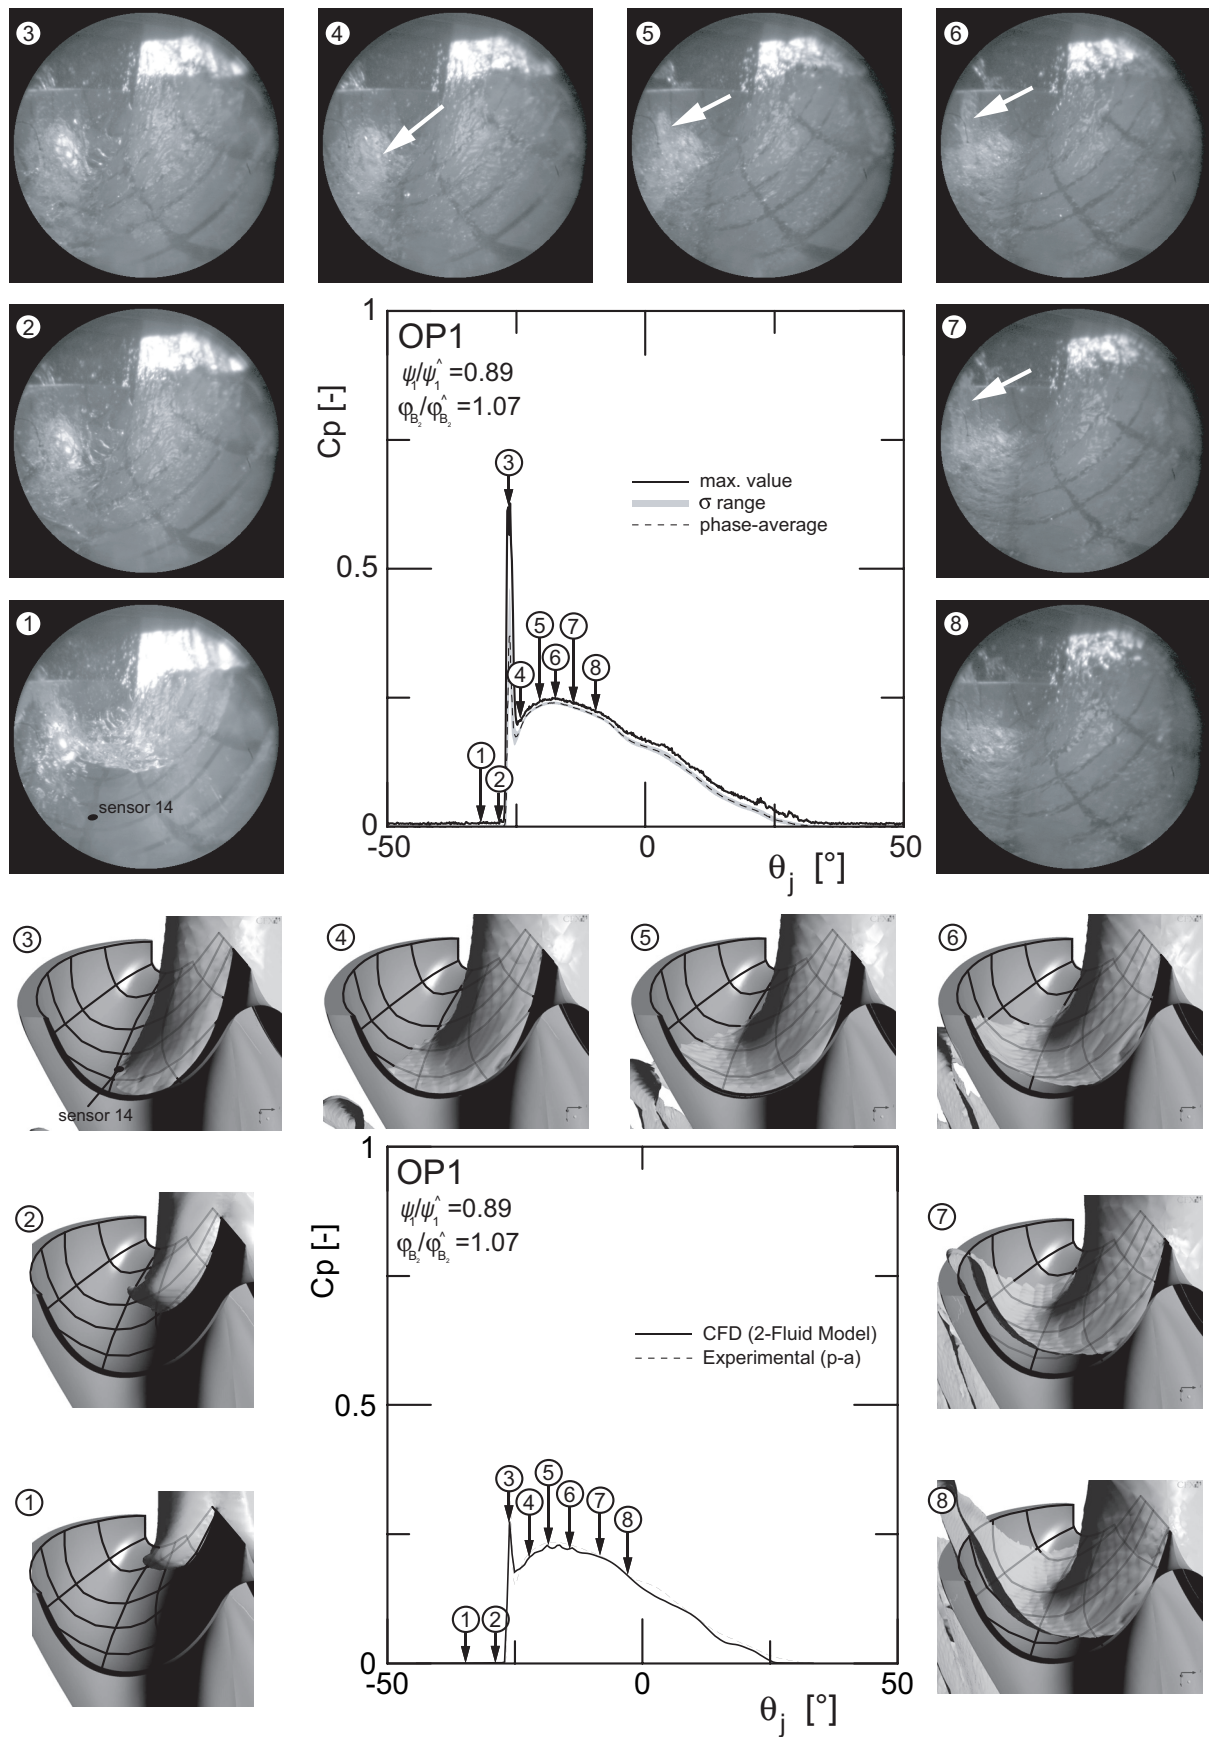 3
4
5
6
2
7
1
sensor 14
8
1
OP1
ψ₁/ψ₁^ =0.89
φB₂/φ^B₂ =1.07
Cp [-]
3
max. value
σ range
phase-average
0.5
5
7
6
4
8
1
2
0
-50
0
50
θj [°]
3
sensor 14
4
5
6
2
7
1
8
1
OP1
ψ₁/ψ₁^ =0.89
φB₂/φ^B₂ =1.07
Cp [-]
CFD (2-Fluid Model)
Experimental (p-a)
0.5
3
5
4
6
7
8
1
2
0
-50
0
50
θj [°]